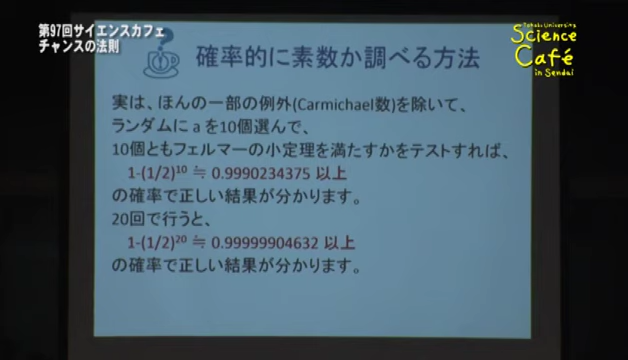 第97回サイエンスカフェ
チャンスの法則
Tohoku University
Science
Café
in Sendai
確率的に素数か調べる方法
実は、ほんの一部の例外(Carmichael数)を除いて、
ランダムに a を10個選んで、
10個ともフェルマーの小定理を満たすかをテストすれば、
1-(1/2)¹⁰ ≒ 0.9990234375 以上
の確率で正しい結果が分かります。
20回で行うと、
1-(1/2)²⁰ ≒ 0.99999904632 以上
の確率で正しい結果が分かります。